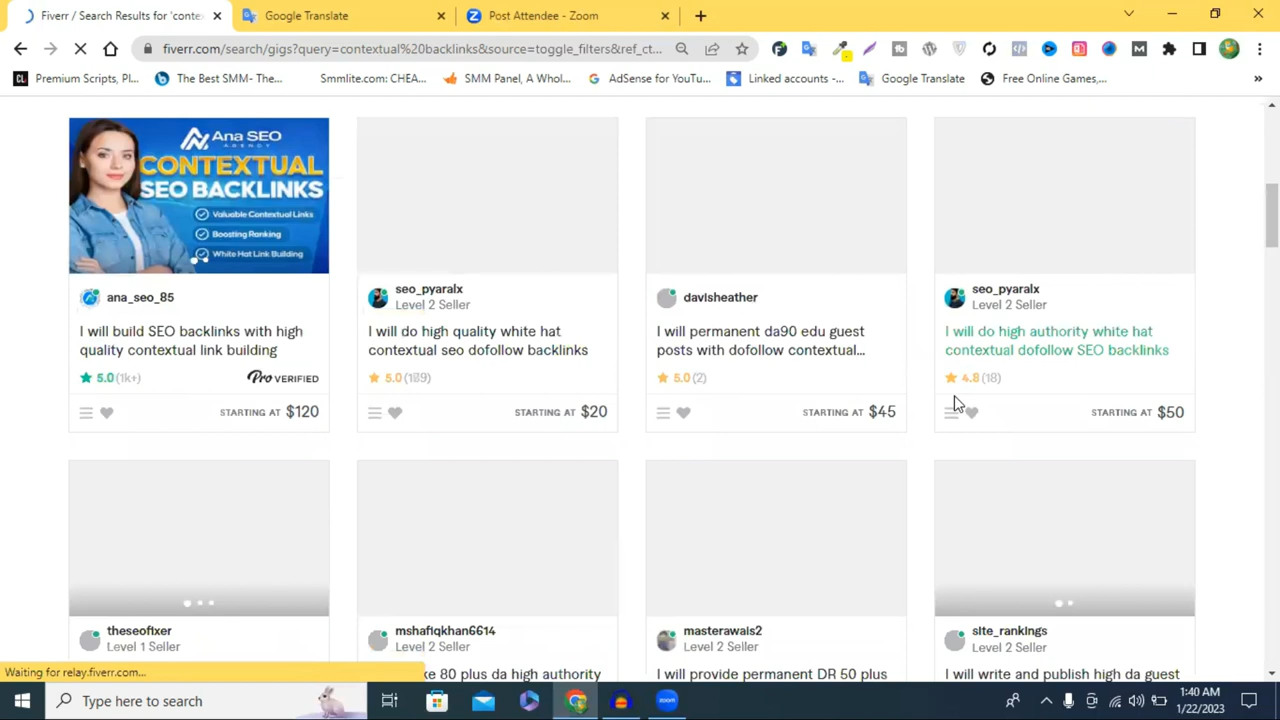 Fiverr / Search Results for 'conte
Google Translate
Post Attendee - Zoom
fiverr.com/search/gigs?query=contextual%20backlinks&source=toggle_filters&ref_ct...
Premium Scripts, Pl...
The Best SMM- The...
Smmlite.com: CHEA...
SMM Panel, A Whol...
AdSense for YouTu...
Linked accounts -...
Google Translate
Free Online Games,...
Ana SEO
AGENCY
CONTEXTUAL
SEO BACKLINKS
Valuable Contextual Links
Boosting Ranking
White Hat Link Building
ana_seo_85
I will build SEO backlinks with high
quality contextual link building
5.0 (1k+)
Pro VERIFIED
STARTING AT $120
seo_pyaralx
Level 2 Seller
I will do high quality white hat
contextual seo dofollow backlinks
5.0
STARTING AT $20
davisheather
I will permanent da90 edu guest
posts with dofollow contextual...
5.0 (2)
STARTING AT $45
seo_pyaralx
Level 2 Seller
I will do high authority white hat
contextual dofollow SEO backlinks
4.8 (18)
STARTING AT $50
theseofixer
Level 1 Seller
mshafiqkhan6614
Level 2 Seller
ke 80 plus da high authority
masterawais2
Level 2 Seller
I will provide permanent DR 50 plus
site_rankings
Level 2 Seller
I will write and publish high da guest
Waiting for relay.fiverr.com...
Type here to search
1:40 AM
1/22/2023